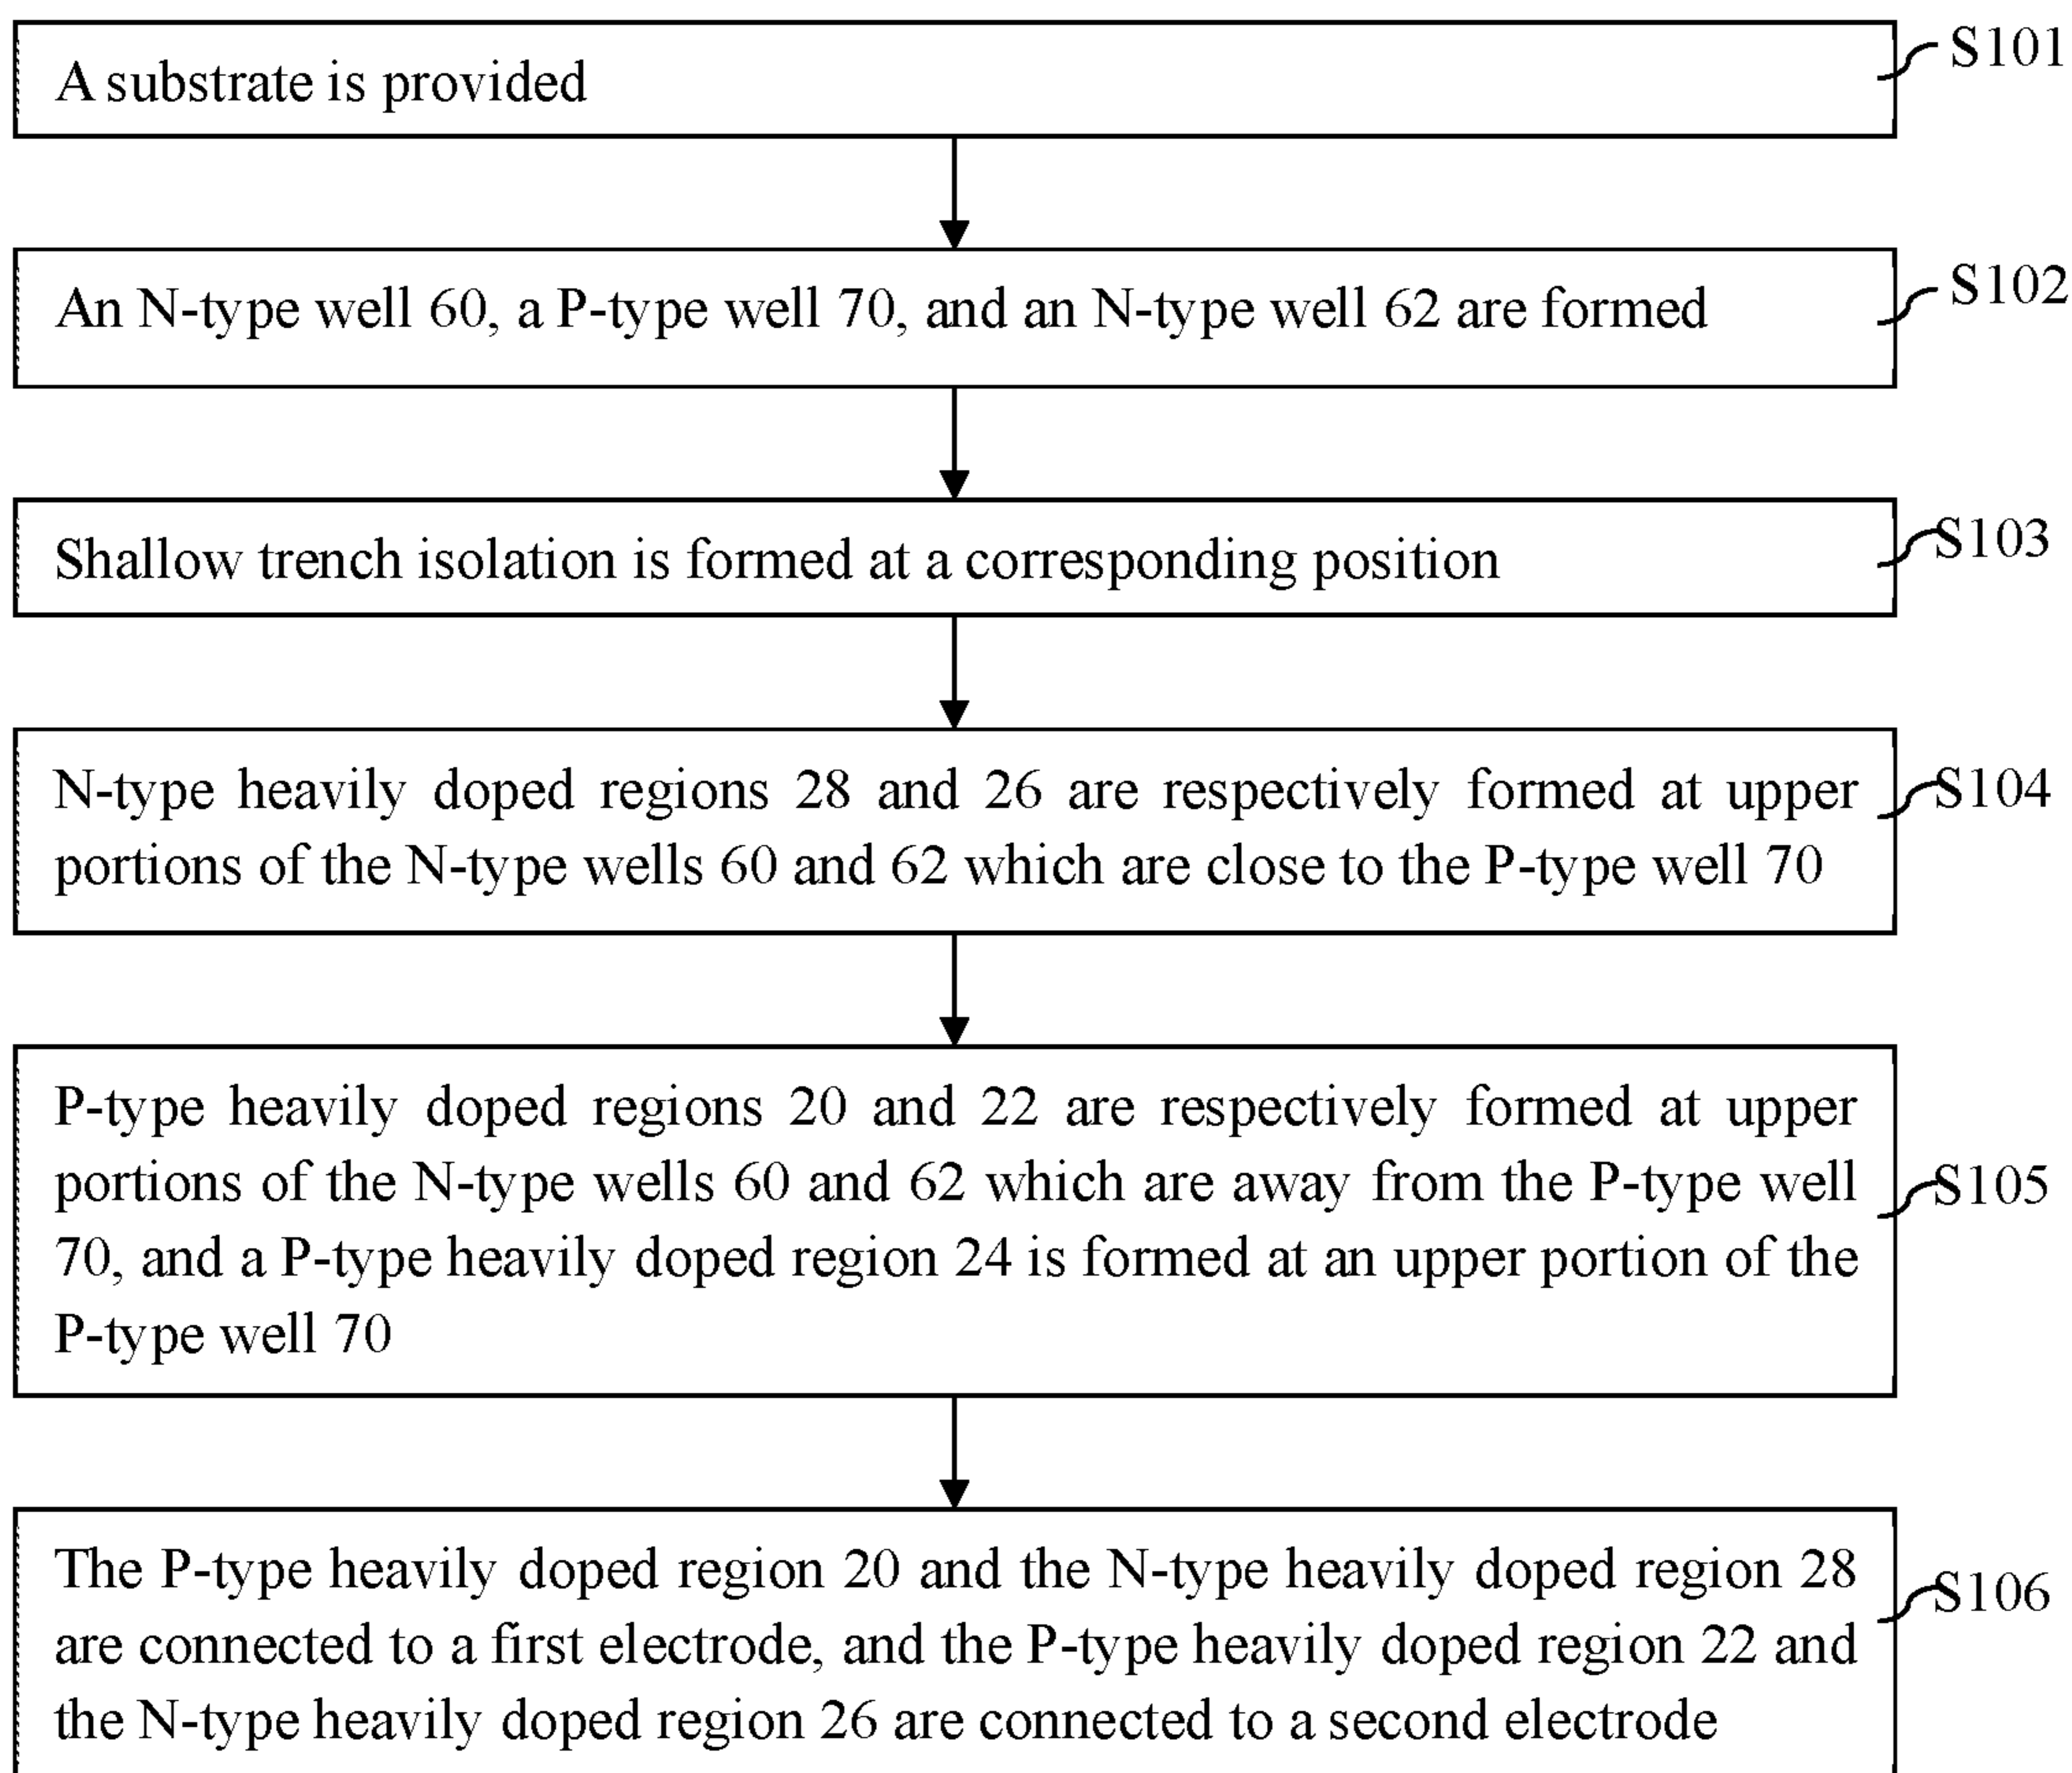 A substrate is provided
S101
An N-type well 60, a P-type well 70, and an N-type well 62 are formed
S102
Shallow trench isolation is formed at a corresponding position
S103
N-type heavily doped regions 28 and 26 are respectively formed at upper
portions of the N-type wells 60 and 62 which are close to the P-type well 70
S104
P-type heavily doped regions 20 and 22 are respectively formed at upper
portions of the N-type wells 60 and 62 which are away from the P-type well
70, and a P-type heavily doped region 24 is formed at an upper portion of the
P-type well 70
S105
The P-type heavily doped region 20 and the N-type heavily doped region 28
are connected to a first electrode, and the P-type heavily doped region 22 and
the N-type heavily doped region 26 are connected to a second electrode
S106